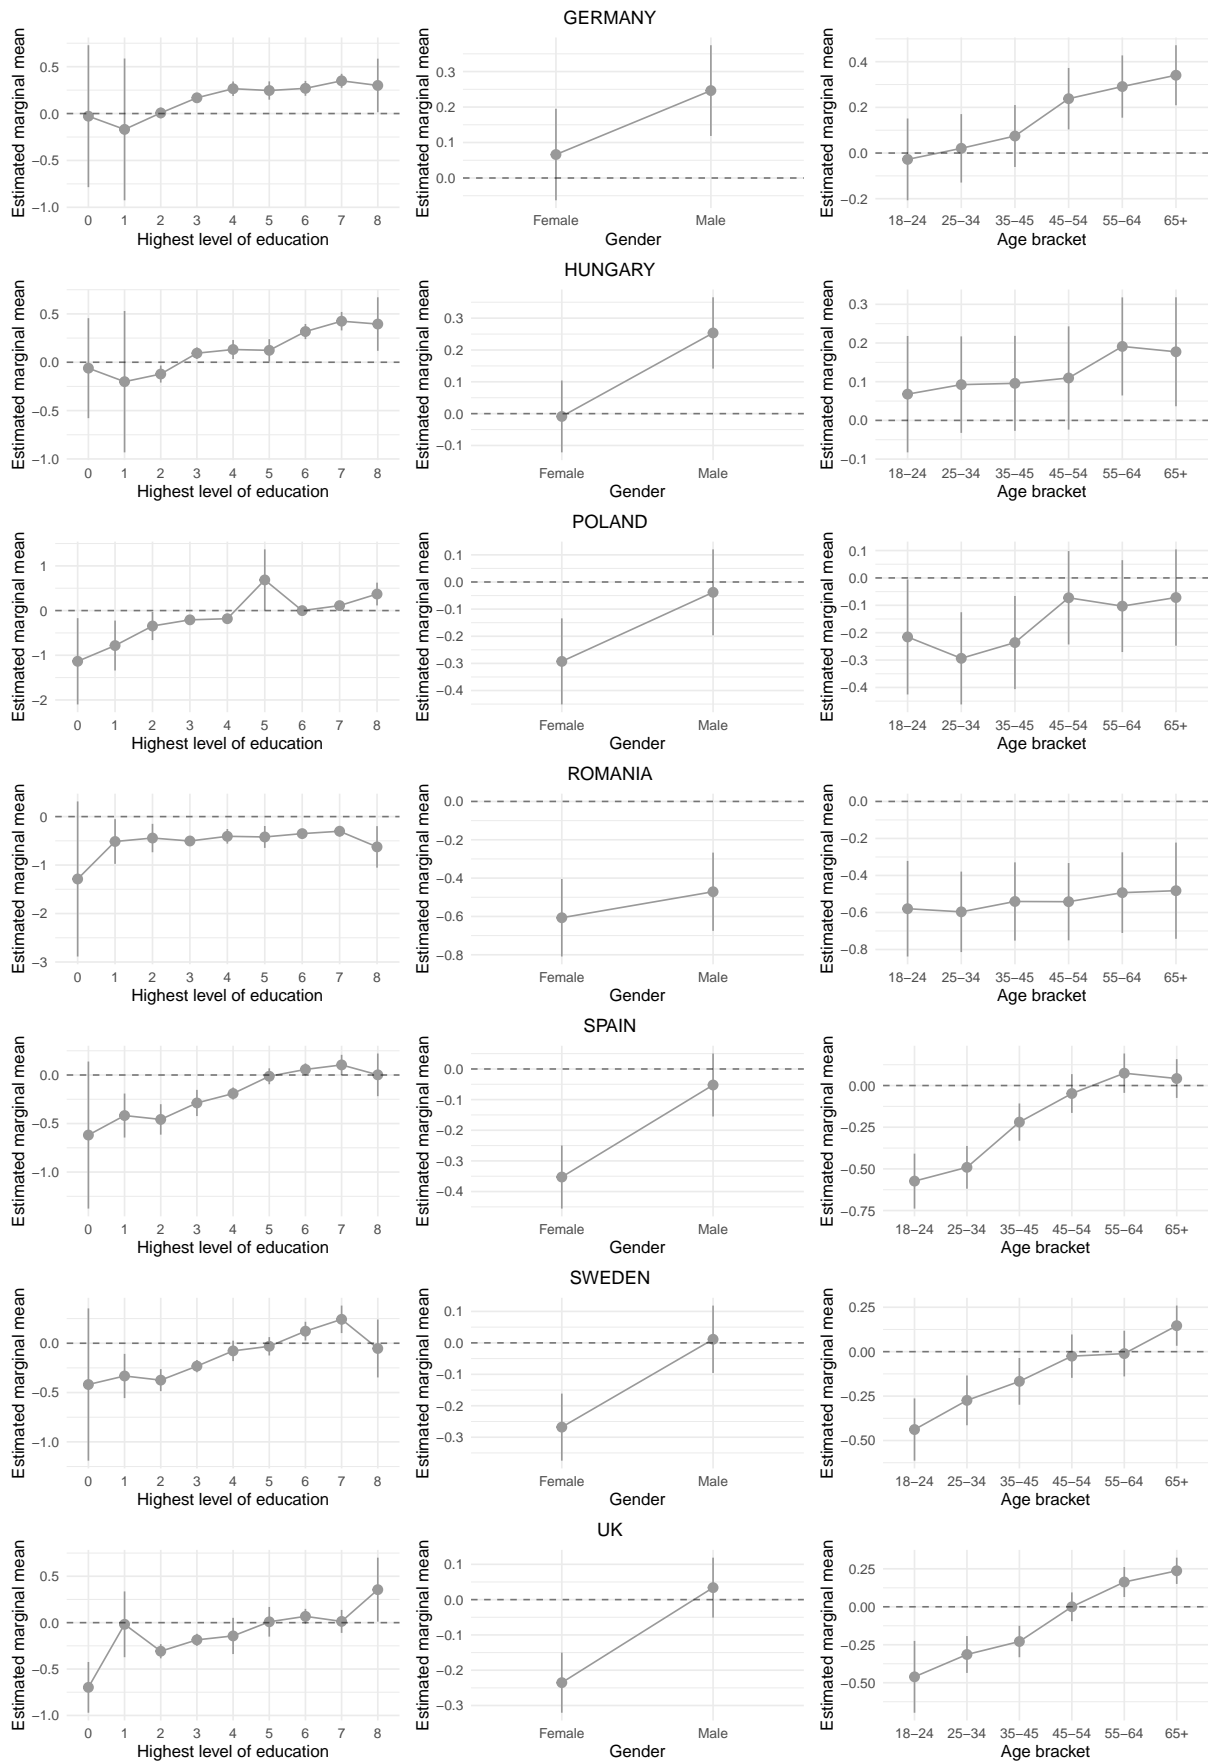 GERMANY
Estimated marginal mean
0.5
0.0
−0.5
−1.0
0 1 2 3 4 5 6 7 8
Highest level of education
Estimated marginal mean
0.3
0.2
0.1
0.0
Female Male
Gender
Estimated marginal mean
0.4
0.2
0.0
−0.2
18−24 25−34 35−45 45−54 55−64 65+
Age bracket
HUNGARY
Estimated marginal mean
0.5
0.0
−0.5
−1.0
0 1 2 3 4 5 6 7 8
Highest level of education
Estimated marginal mean
0.3
0.2
0.1
0.0
−0.1
Female Male
Gender
Estimated marginal mean
0.3
0.2
0.1
0.0
−0.1
18−24 25−34 35−45 45−54 55−64 65+
Age bracket
POLAND
Estimated marginal mean
1
0
−1
−2
0 1 2 3 4 5 6 7 8
Highest level of education
Estimated marginal mean
0.1
0.0
−0.1
−0.2
−0.3
−0.4
Female Male
Gender
Estimated marginal mean
0.1
0.0
−0.1
−0.2
−0.3
−0.4
18−24 25−34 35−45 45−54 55−64 65+
Age bracket
ROMANIA
Estimated marginal mean
0
−1
−2
−3
0 1 2 3 4 5 6 7 8
Highest level of education
Estimated marginal mean
0.0
−0.2
−0.4
−0.6
−0.8
Female Male
Gender
Estimated marginal mean
0.0
−0.2
−0.4
−0.6
−0.8
18−24 25−34 35−45 45−54 55−64 65+
Age bracket
SPAIN
Estimated marginal mean
0.0
−0.5
−1.0
0 1 2 3 4 5 6 7 8
Highest level of education
Estimated marginal mean
0.0
−0.1
−0.2
−0.3
−0.4
Female Male
Gender
Estimated marginal mean
0.00
−0.25
−0.50
−0.75
18−24 25−34 35−45 45−54 55−64 65+
Age bracket
SWEDEN
Estimated marginal mean
0.0
−0.5
−1.0
0 1 2 3 4 5 6 7 8
Highest level of education
Estimated marginal mean
0.1
0.0
−0.1
−0.2
−0.3
Female Male
Gender
Estimated marginal mean
0.25
0.00
−0.25
−0.50
18−24 25−34 35−45 45−54 55−64 65+
Age bracket
UK
Estimated marginal mean
0.5
0.0
−0.5
−1.0
0 1 2 3 4 5 6 7 8
Highest level of education
Estimated marginal mean
0.1
0.0
−0.1
−0.2
−0.3
Female Male
Gender
Estimated marginal mean
0.25
0.00
−0.25
−0.50
18−24 25−34 35−45 45−54 55−64 65+
Age bracket